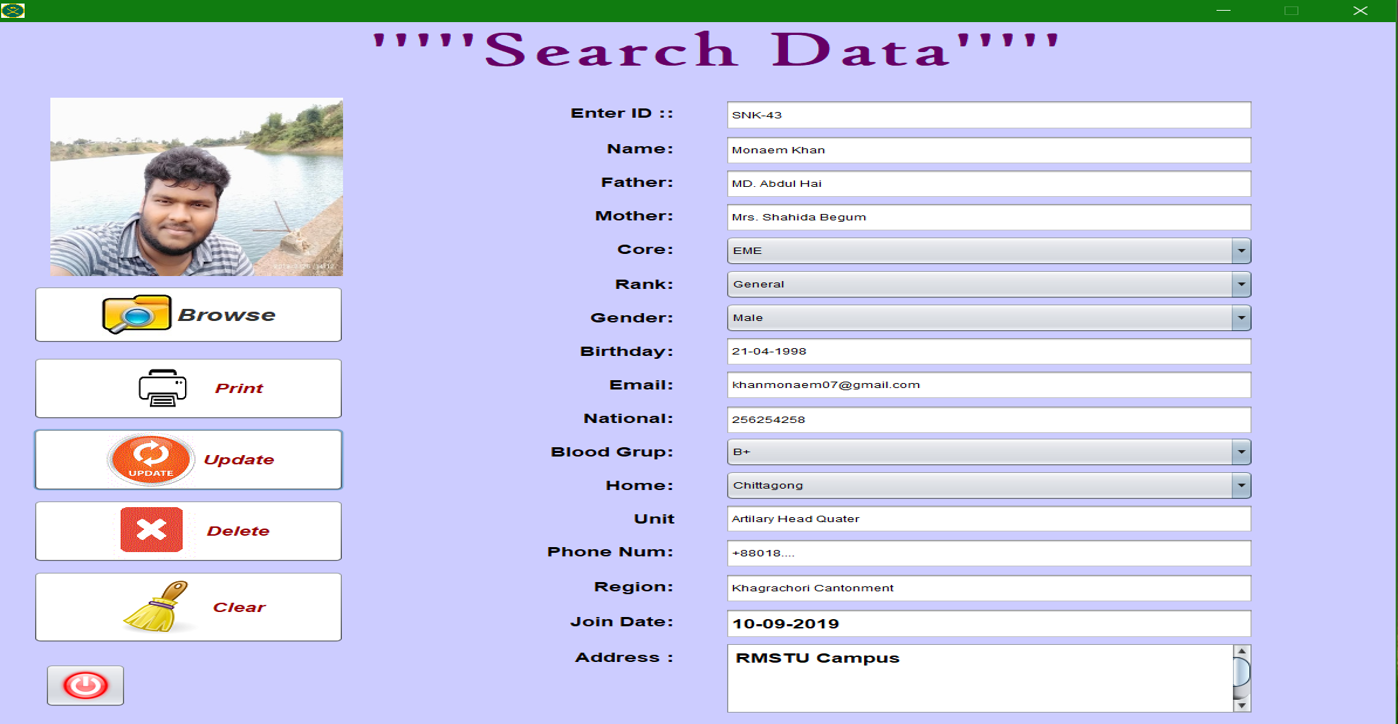 '''''Search Data'''''
Enter ID :: SNK-43
Name: Monaem Khan
Father: MD. Abdul Hai
Mother: Mrs. Shahida Begum
Core: EME
Rank: General
Gender: Male
Birthday: 21-04-1998
Email: khanmonaem07@gmail.com
National: 256254258
Blood Grup: B+
Home: Chittagong
Unit Artilary Head Quater
Phone Num: +88018....
Region: Khagrachori Cantonment
Join Date: 10-09-2019
Address : RMSTU Campus
Browse
Print
UPDATE Update
Delete
Clear